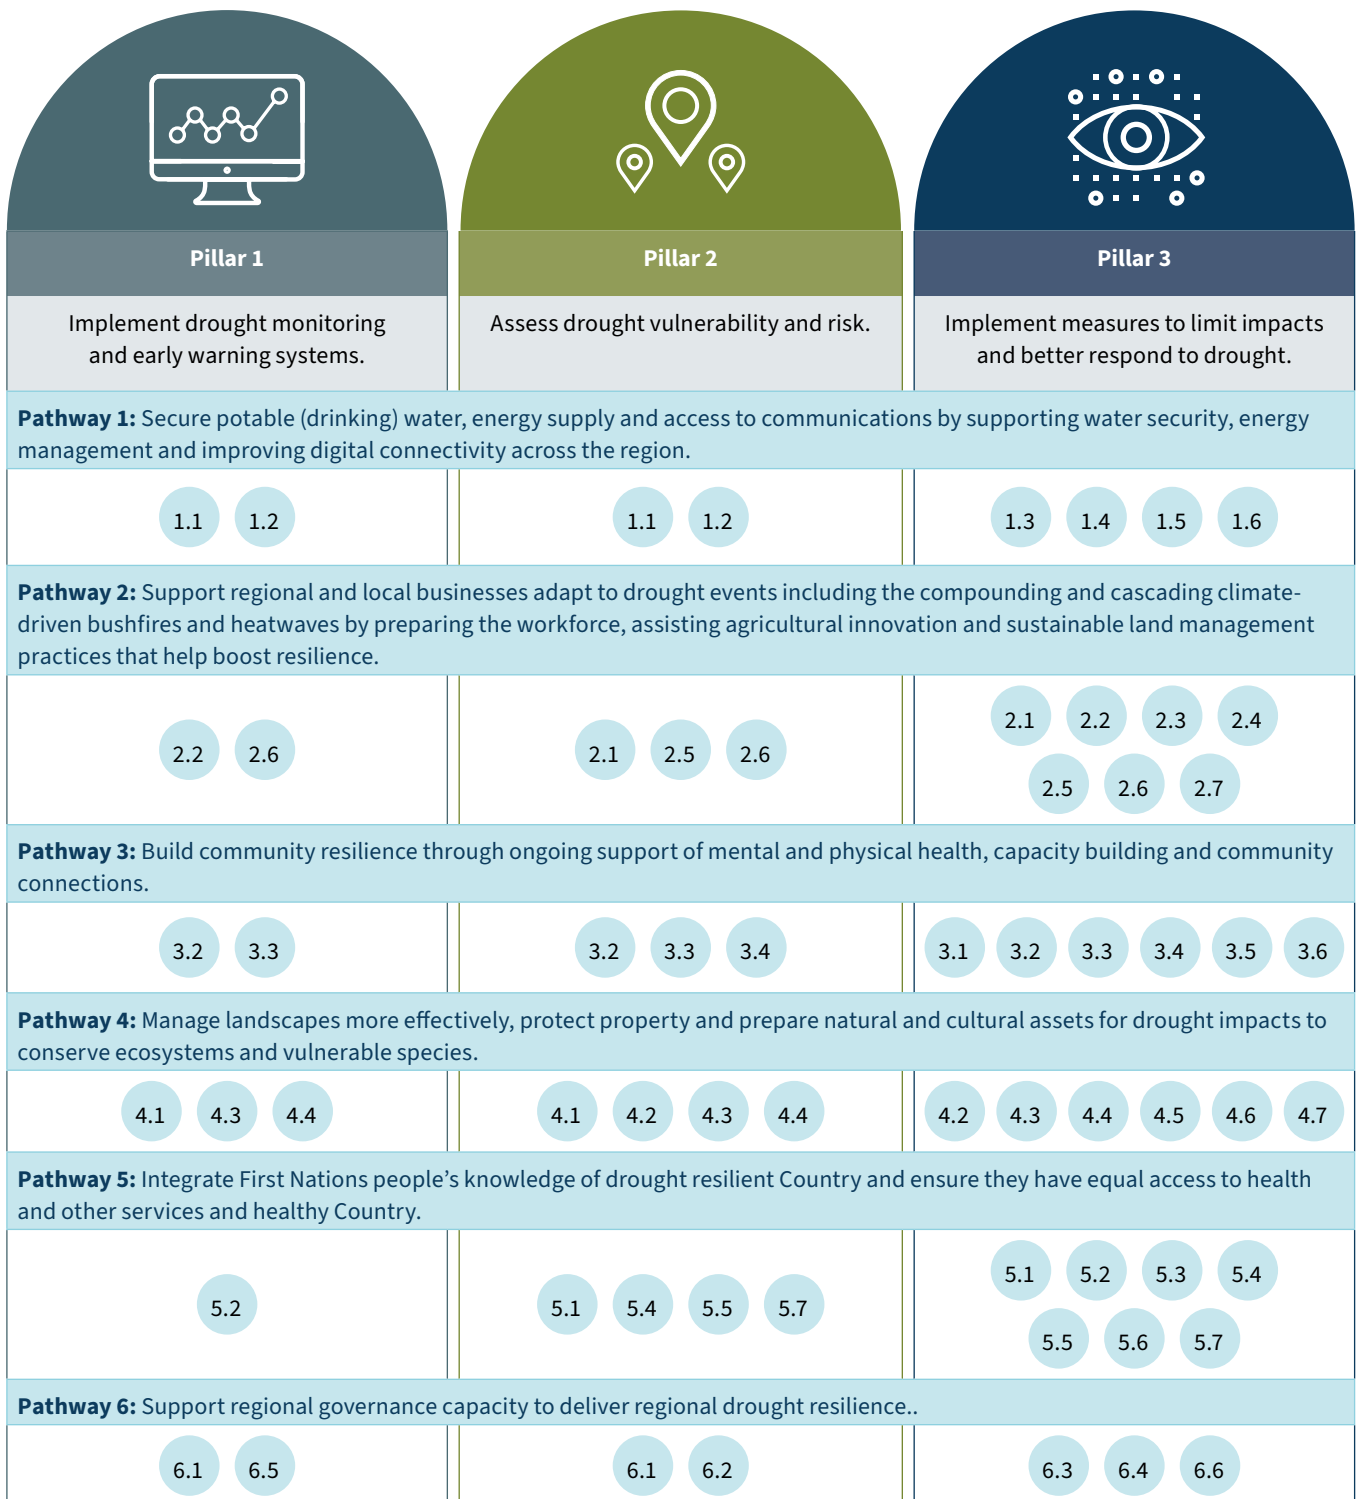 Pillar 1
Pillar 2
Pillar 3
Implement drought monitoring
and early warning systems.
Assess drought vulnerability and risk.
Implement measures to limit impacts
and better respond to drought.
Pathway 1: Secure potable (drinking) water, energy supply and access to communications by supporting water security, energy
management and improving digital connectivity across the region.
1.1 1.2
1.1 1.2
1.3 1.4 1.5 1.6
Pathway 2: Support regional and local businesses adapt to drought events including the compounding and cascading climate-
driven bushfires and heatwaves by preparing the workforce, assisting agricultural innovation and sustainable land management
practices that help boost resilience.
2.2 2.6
2.1 2.5 2.6
2.1 2.2 2.3 2.4
2.5 2.6 2.7
Pathway 3: Build community resilience through ongoing support of mental and physical health, capacity building and community
connections.
3.2 3.3
3.2 3.3 3.4
3.1 3.2 3.3 3.4 3.5 3.6
Pathway 4: Manage landscapes more effectively, protect property and prepare natural and cultural assets for drought impacts to
conserve ecosystems and vulnerable species.
4.1 4.3 4.4
4.1 4.2 4.3 4.4
4.2 4.3 4.4 4.5 4.6 4.7
Pathway 5: Integrate First Nations people’s knowledge of drought resilient Country and ensure they have equal access to health
and other services and healthy Country.
5.2
5.1 5.4 5.5 5.7
5.1 5.2 5.3 5.4
5.5 5.6 5.7
Pathway 6: Support regional governance capacity to deliver regional drought resilience..
6.1 6.5
6.1 6.2
6.3 6.4 6.6